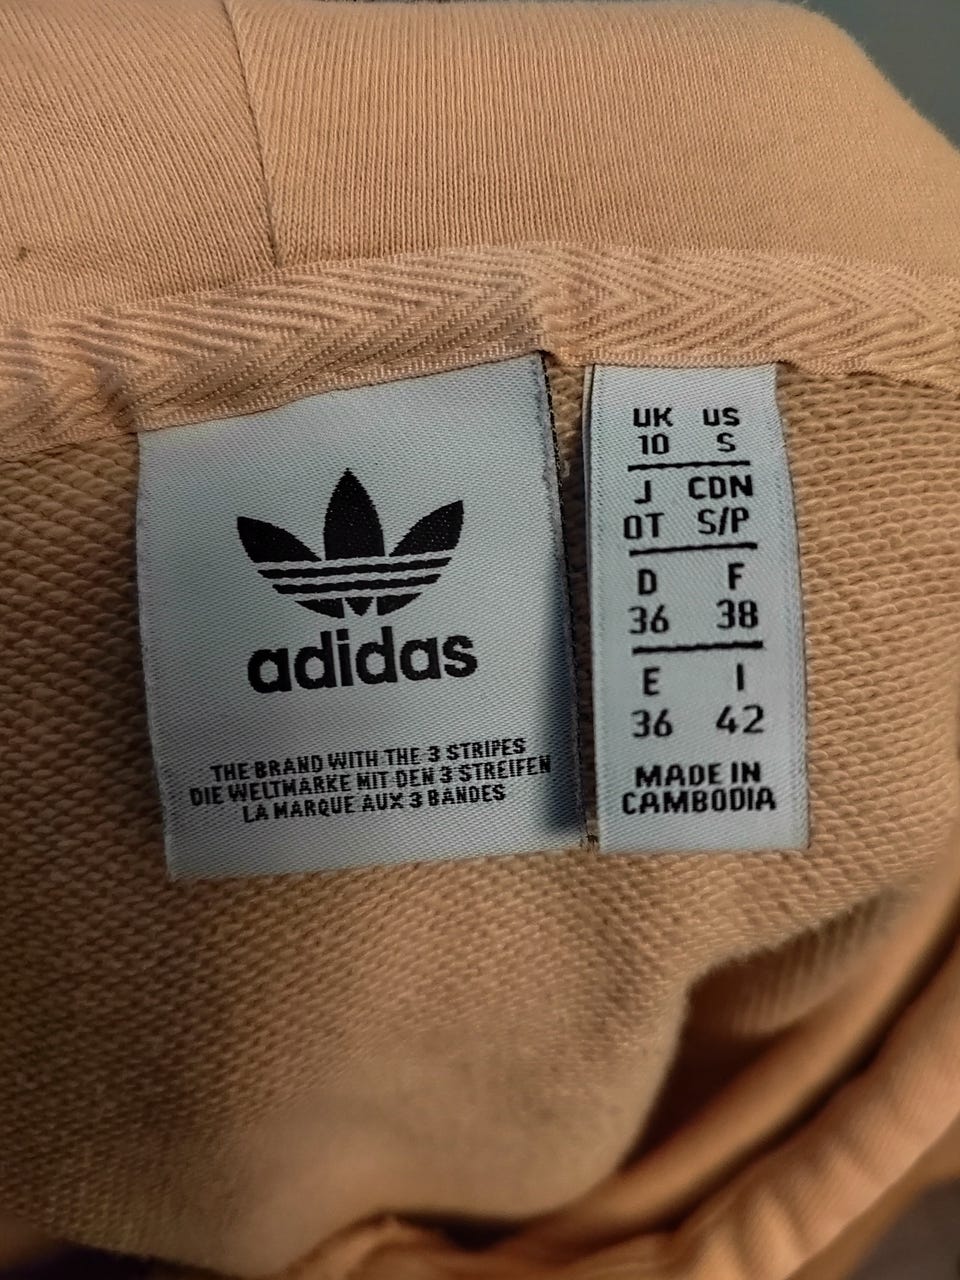 adidas
THE BRAND WITH THE 3 STRIPES
DIE WELTMARKE MIT DEN 3 STREIFEN
LA MARQUE AUX 3 BANDES
UK US
10 S
J CDN
OT S/P
D F
36 38
E I
36 42
MADE IN
CAMBODIA